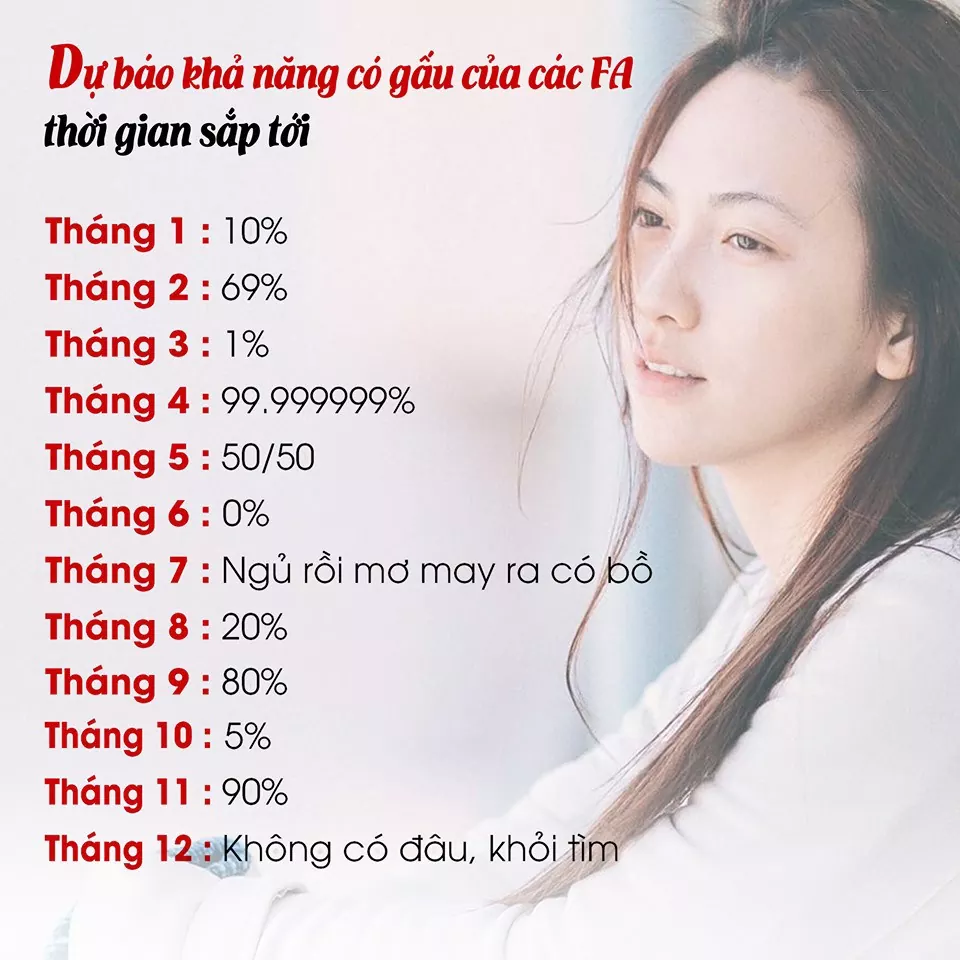 Dự báo khả năng có gấu của các FA
thời gian sắp tới
Tháng 1 : 10%
Tháng 2 : 69%
Tháng 3 : 1%
Tháng 4 : 99.999999%
Tháng 5 : 50/50
Tháng 6 : 0%
Tháng 7 : Ngủ rồi mơ may ra có bồ
Tháng 8 : 20%
Tháng 9 : 80%
Tháng 10 : 5%
Tháng 11 : 90%
Tháng 12 : Không có đâu, khỏi tìm